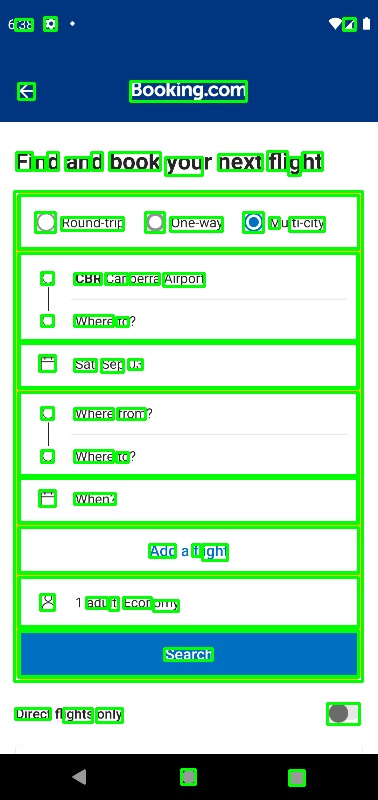 6:38
Booking.com
Find and book your next flight
Round-trip One-way Multi-city
CBR Canberra Airport
Where to?
Sat, Sep 03
Where from?
Where to?
When?
Add a flight
1 adult, Economy
Search
Direct flights only